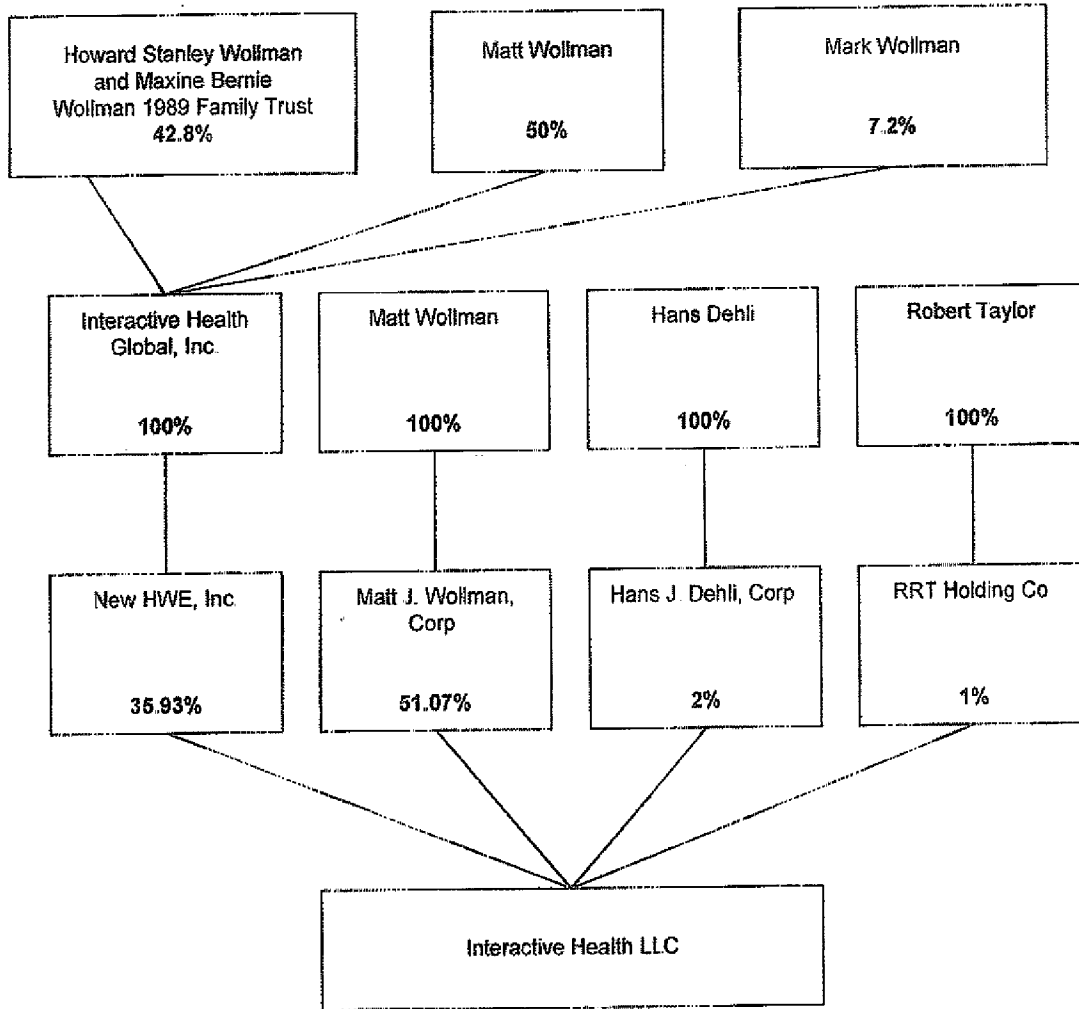 Howard Stanley Wollman
and Maxine Bernie
Wollman 1989 Family Trust
42.8%
Matt Wollman
50%
Mark Wollman
7.2%
Interactive Health
Global, Inc.
100%
Matt Wollman
100%
Hans Dehli
100%
Robert Taylor
100%
New HWE, Inc.
35.93%
Matt J. Wollman,
Corp
51.07%
Hans J. Dehli, Corp
2%
RRT Holding Co
1%
Interactive Health LLC